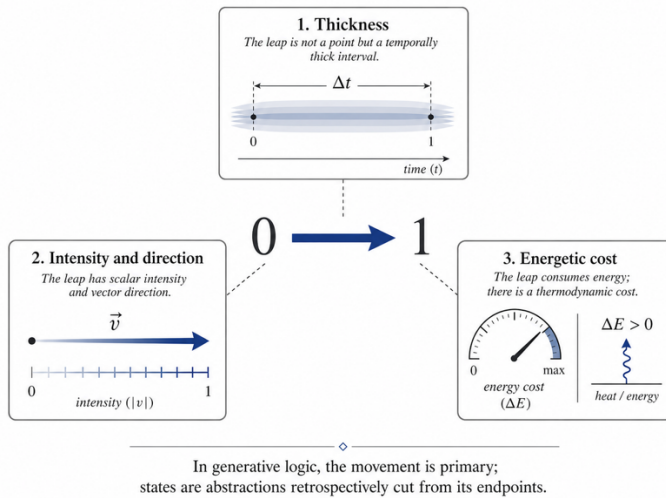 1. Thickness
The leap is not a point but a temporally
thick interval.
Δt
0 1
time (t)
0 1
2. Intensity and direction
The leap has scalar intensity
and vector direction.
v⃗
0 1
intensity (|v|)
3. Energetic cost
The leap consumes energy;
there is a thermodynamic cost.
0 max
energy cost
(ΔE)
ΔE > 0
heat / energy
In generative logic, the movement is primary;
states are abstractions retrospectively cut from its endpoints.